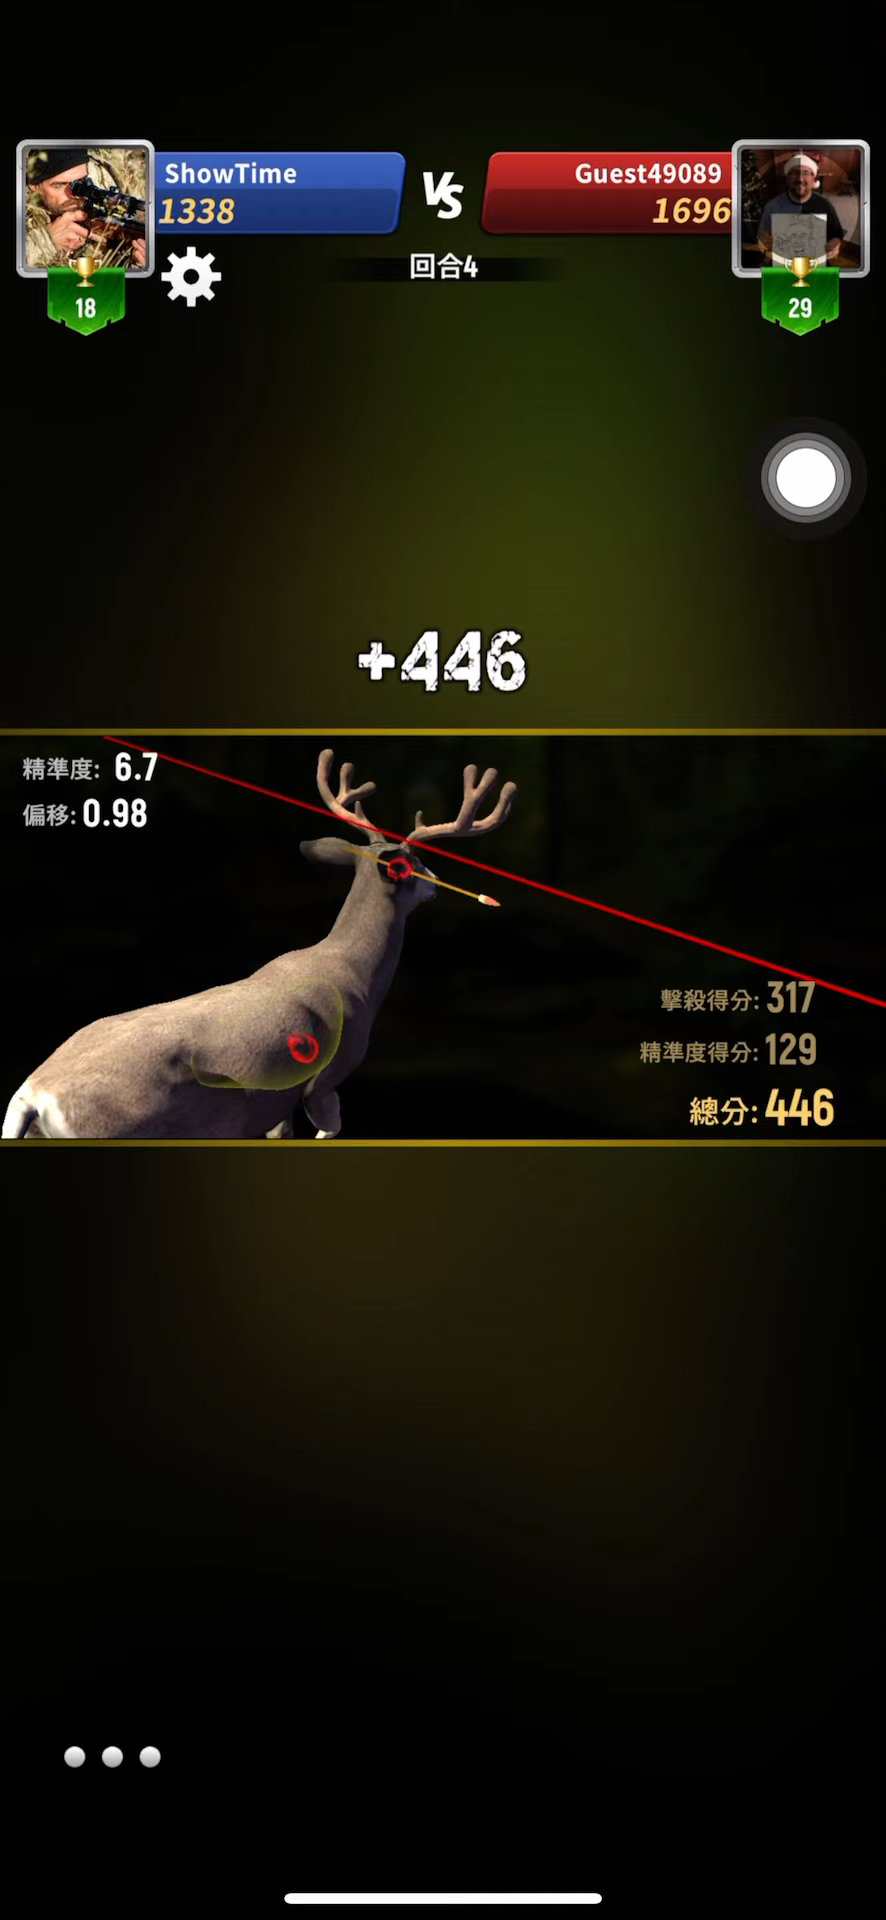 ShowTime
1338
VS
Guest49089
1696
回合4
18
29
+446
精準度: 6.7
偏移: 0.98
擊殺得分: 317
精準度得分: 129
總分: 446